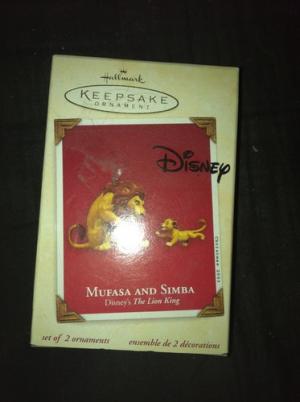 Hallmark
KEEPSAKE
ORNAMENT
Disney
MUFASA AND SIMBA
Disney's The Lion King
set of 2 ornaments
ensemble de 2 décorations